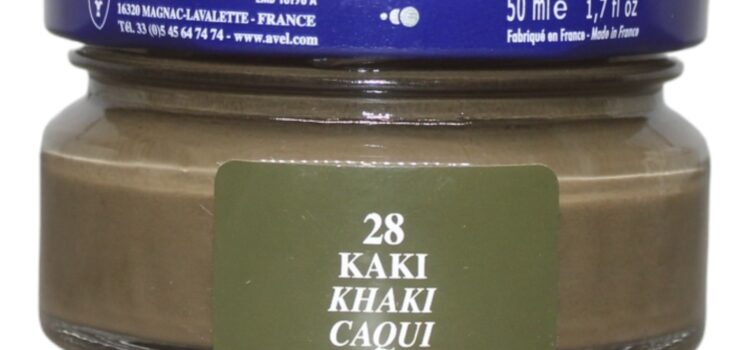 16320 MAGNAC-LAVALETTE - FRANCE
Tél. 33 (0)5 45 64 74 74 - www.avel.com
50 ml e 1,7 fl oz
Fabriqué en France - Made in France
28
KAKI
KHAKI
CAQUI